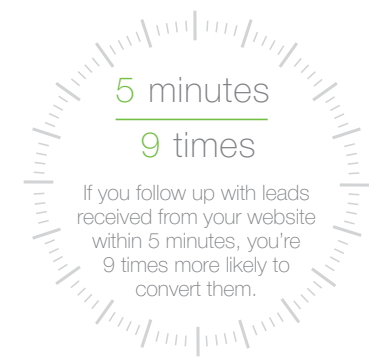 5 minutes
9 times
If you follow up with leads
received from your website
within 5 minutes, you're
9 times more likely to
convert them.